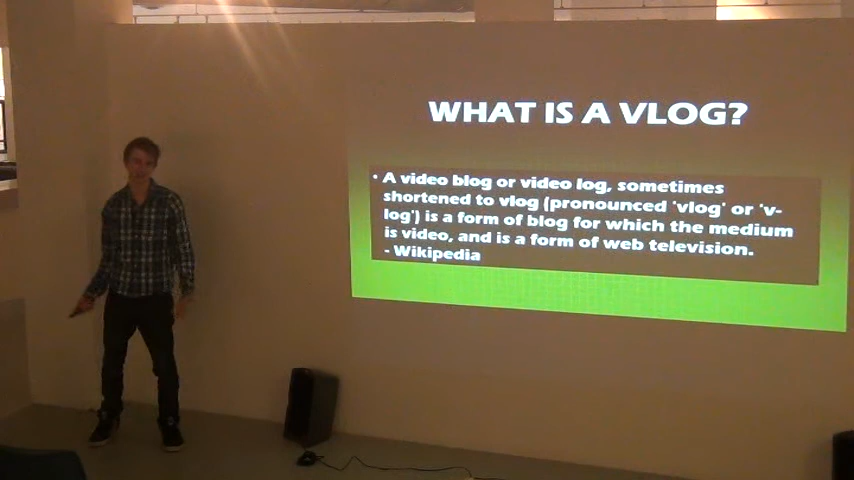 WHAT IS A VLOG?
• A video blog or video log, sometimes
shortened to vlog (pronounced 'vlog' or 'v-
log') is a form of blog for which the medium
is video, and is a form of web television.
- Wikipedia